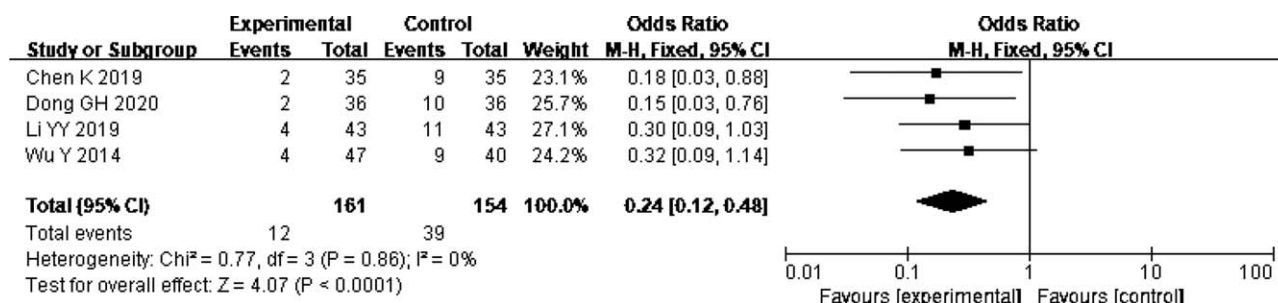 Experimental Control Odds Ratio Odds Ratio
Study or Subgroup Events Total Events Total Weight M-H, Fixed, 95% CI M-H, Fixed, 95% CI
Chen K 2019 2 35 9 35 23.1% 0.18 [0.03, 0.88]
Dong GH 2020 2 36 10 36 25.7% 0.15 [0.03, 0.76]
Li YY 2019 4 43 11 43 27.1% 0.30 [0.09, 1.03]
Wu Y 2014 4 47 9 40 24.2% 0.32 [0.09, 1.14]
Total (95% CI) 161 154 100.0% 0.24 [0.12, 0.48]
Total events 12 39
Heterogeneity: Chi² = 0.77, df = 3 (P = 0.86); I² = 0%
Test for overall effect: Z = 4.07 (P < 0.0001)
0.01 0.1 1 10 100
Favours [experimental] Favours [control]